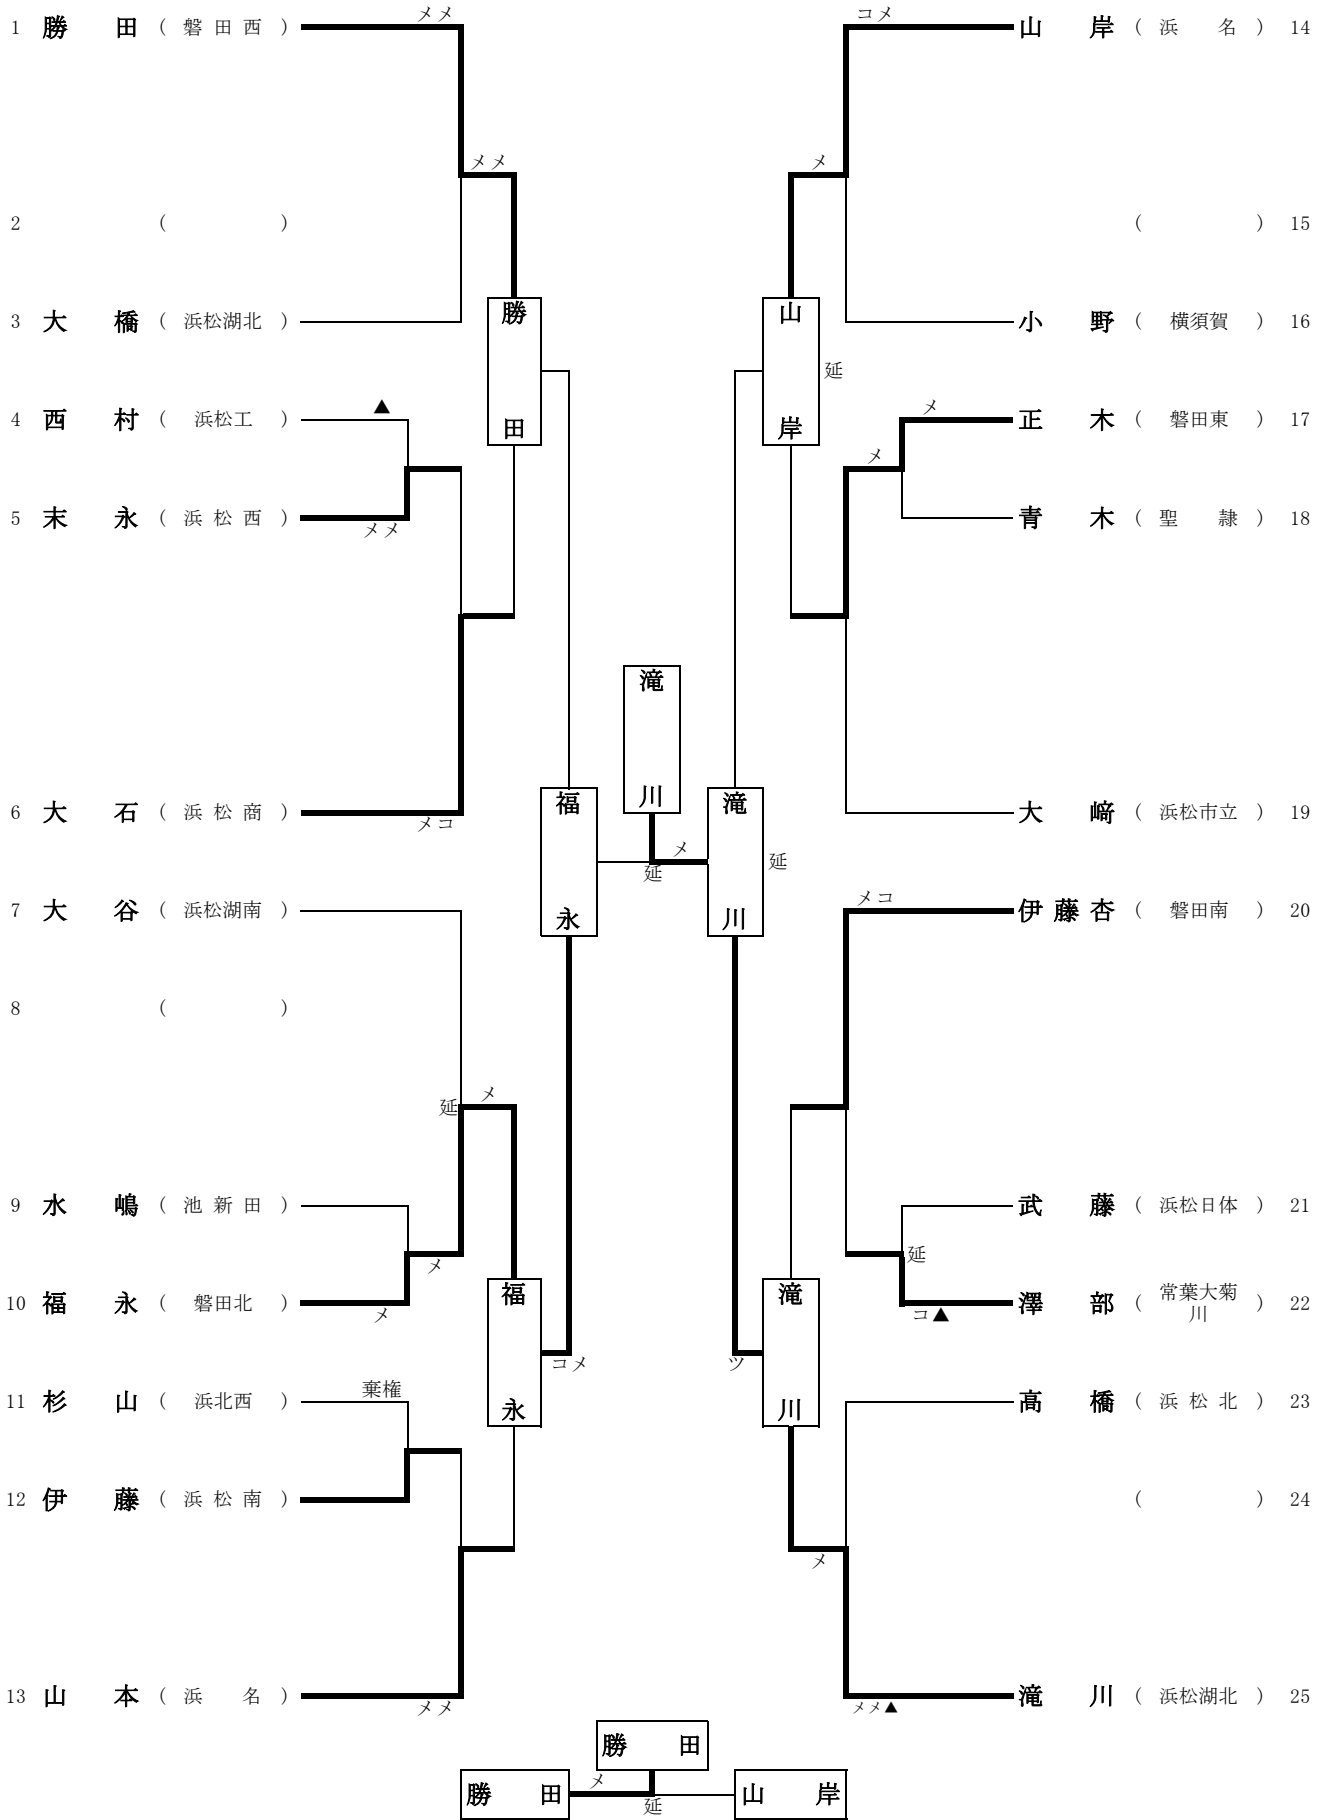 メメ コメ
1 勝 田 ( 磐 田 西 ) 山 岸 ( 浜 名 ) 14
メメ メ
2 ( ) ( ) 15
3 大 橋 ( 浜松湖北 ) 勝 山 小 野 ( 横須賀 ) 16
延
▲ メ
4 西 村 ( 浜松工 ) 田 岸 正 木 ( 磐田東 ) 17
メ
5 末 永 ( 浜 松 西 ) 青 木 ( 聖 隷 ) 18
メメ
滝
6 大 石 ( 浜 松 商 ) 福 川 滝 大 﨑 ( 浜松市立 ) 19
メコ
メ
延 延
メコ
7 大 谷 ( 浜松湖南 ) 永 川 伊藤杏 ( 磐田南 ) 20
8 ( )
メ
延
9 水 嶋 ( 池 新 田 ) 武 藤 ( 浜松日体 ) 21
延
メ
10 福 永 ( 磐田北 ) 福 滝 澤 部 ( 常葉大菊
川 ) 22
メ コ▲
コメ ツ
棄権
11 杉 山 ( 浜北西 ) 永 川 高 橋 ( 浜 松 北 ) 23
12 伊 藤 ( 浜 松 南 ) ( ) 24
メ
13 山 本 ( 浜 名 ) 滝 川 ( 浜松湖北 ) 25
メメ メメ▲
勝 田
メ
勝 田 山 岸
延